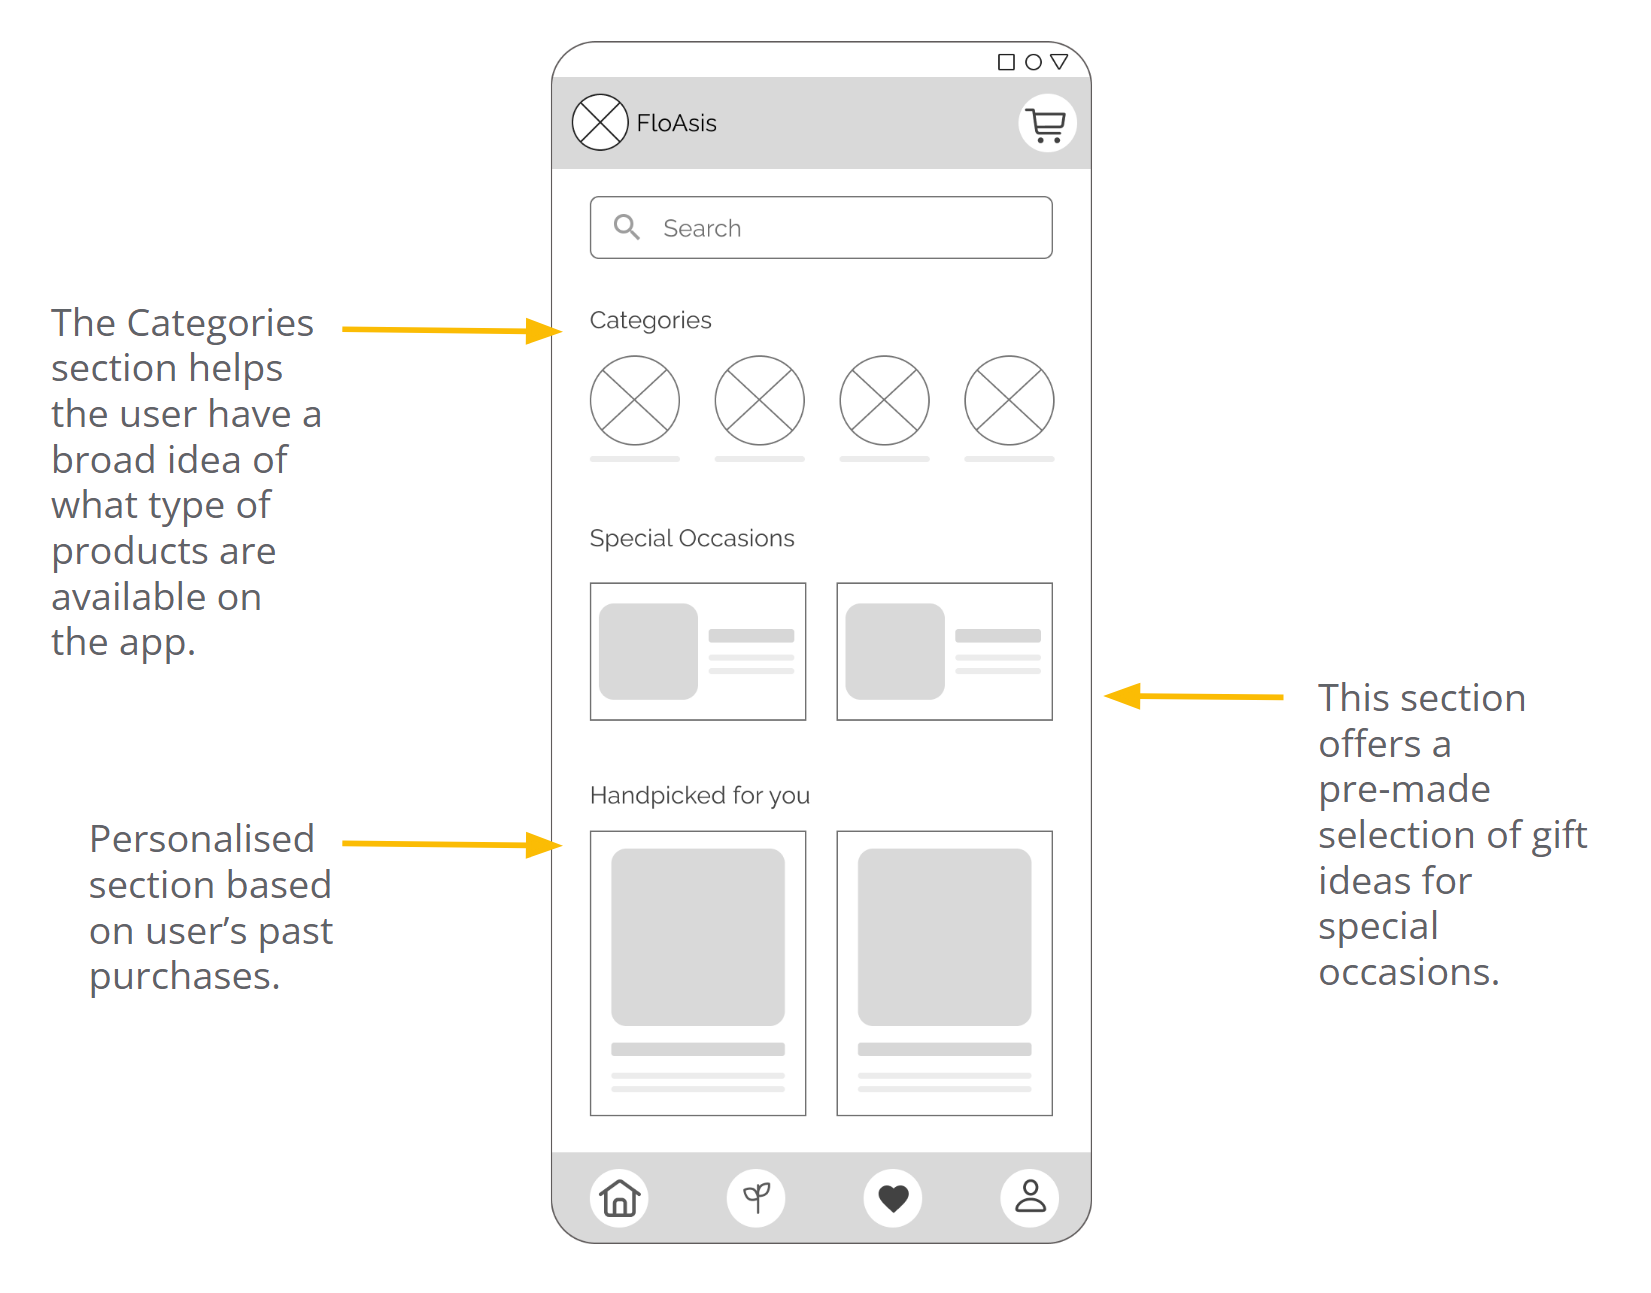 FloAsis
Search
The Categories
section helps
the user have a
broad idea of
what type of
products are
available on
the app.
Categories
Special Occasions
This section
offers a
pre-made
selection of gift
ideas for
special
occasions.
Handpicked for you
Personalised
section based
on user’s past
purchases.